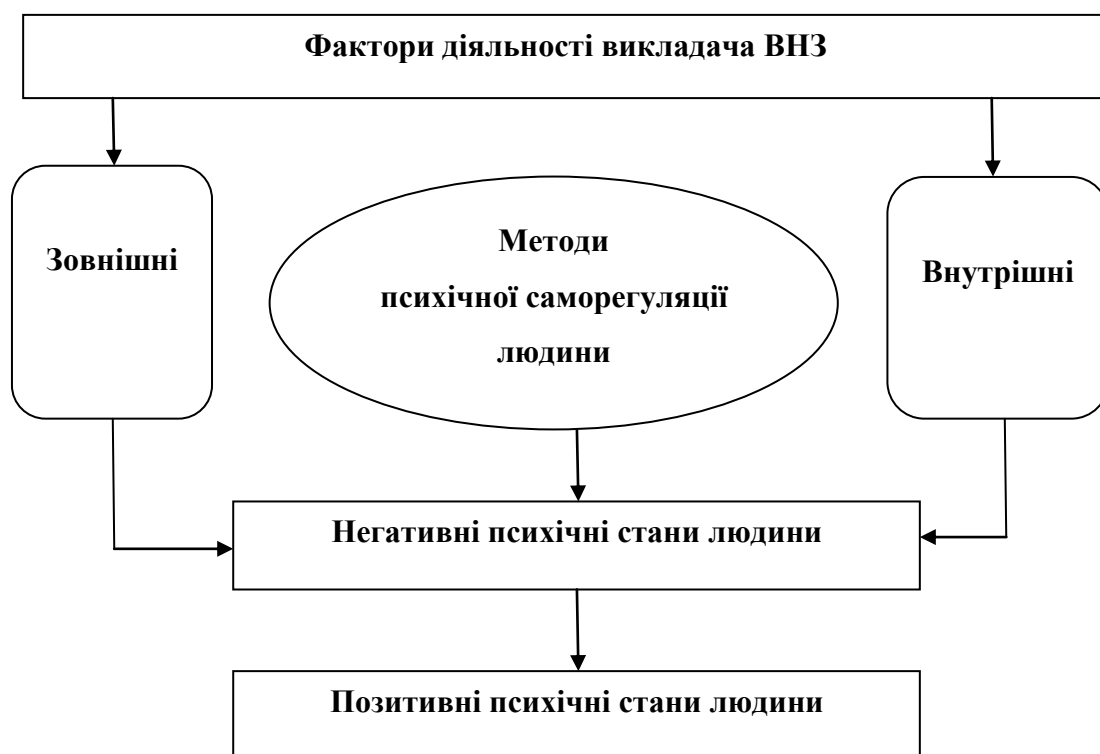 Фактори діяльності викладача ВНЗ
Зовнішні
Методи
психічної саморегуляції
людини
Внутрішні
Негативні психічні стани людини
Позитивні психічні стани людини